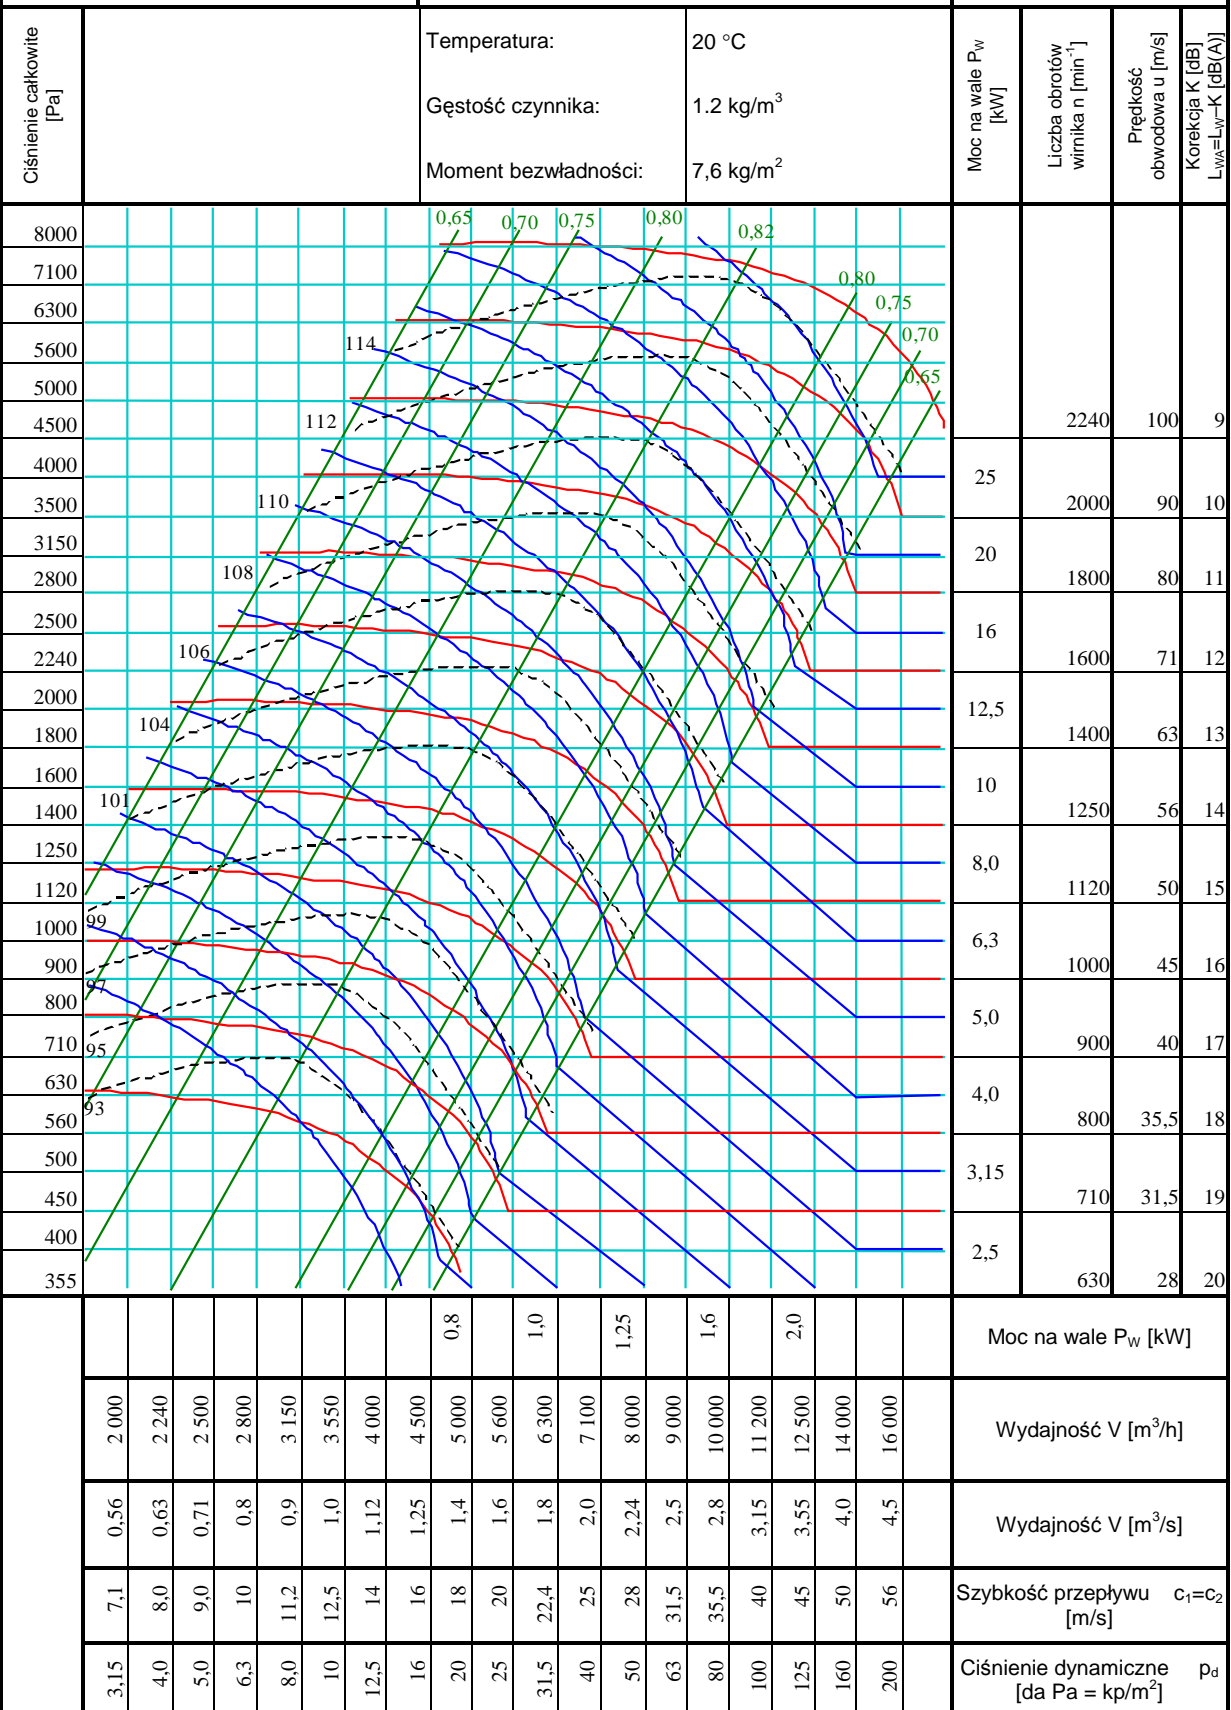 Ciśnienie całkowite
[Pa]
Temperatura: 20 °C
Gęstość czynnika: 1.2 kg/m³
Moment bezwładności: 7,6 kg/m²
Moc na wale P_W
[kW]
Liczba obrotów
wirnika n [min⁻¹]
Prędkość
obwodowa u [m/s]
Korekcja K [dB]
L_WA=L_W–K [dB(A)]
8000
7100
6300
5600
5000
4500
4000
3500
3150
2800
2500
2240
2000
1800
1600
1400
1250
1120
1000
900
800
710
630
560
500
450
400
355
0,65 0,70 0,75 0,80 0,82
0,80
0,75
0,70
0,65
114
112
110
108
106
104
101
99
97
95
93
2240 100 9
25
2000 90 10
20
1800 80 11
16
1600 71 12
12,5
1400 63 13
10
1250 56 14
8,0
1120 50 15
6,3
1000 45 16
5,0
900 40 17
4,0
800 35,5 18
3,15
710 31,5 19
2,5
630 28 20
0,8 1,0 1,25 1,6 2,0 Moc na wale P_W [kW]
2 000 2 240 2 500 2 800 3 150 3 550 4 000 4 500 5 000 5 600 6 300 7 100 8 000 9 000 10 000 11 200 12 500 14 000 16 000 Wydajność V [m³/h]
0,56 0,63 0,71 0,8 0,9 1,0 1,12 1,25 1,4 1,6 1,8 2,0 2,24 2,5 2,8 3,15 3,55 4,0 4,5 Wydajność V [m³/s]
7,1 8,0 9,0 10 11,2 12,5 14 16 18 20 22,4 25 28 31,5 35,5 40 45 50 56 Szybkość przepływu c₁=c₂
[m/s]
3,15 4,0 5,0 6,3 8,0 10 12,5 16 20 25 31,5 40 50 63 80 100 125 160 200 Ciśnienie dynamiczne p_d
[da Pa = kp/m²]